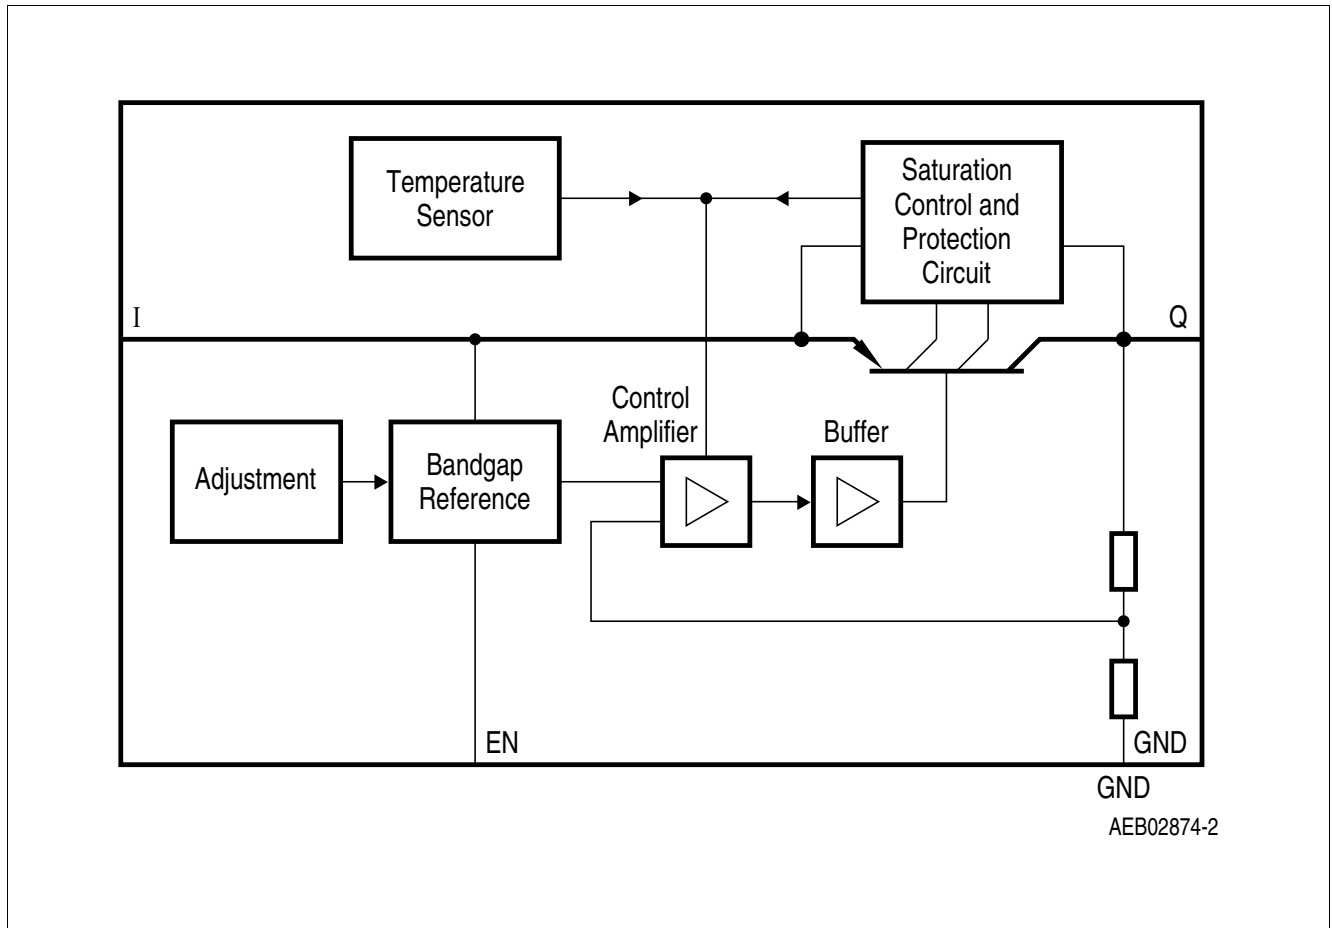 Temperature
Sensor
Saturation
Control and
Protection
Circuit
I
Q
Control
Amplifier
Buffer
Adjustment
Bandgap
Reference
EN
GND
GND
AEB02874-2